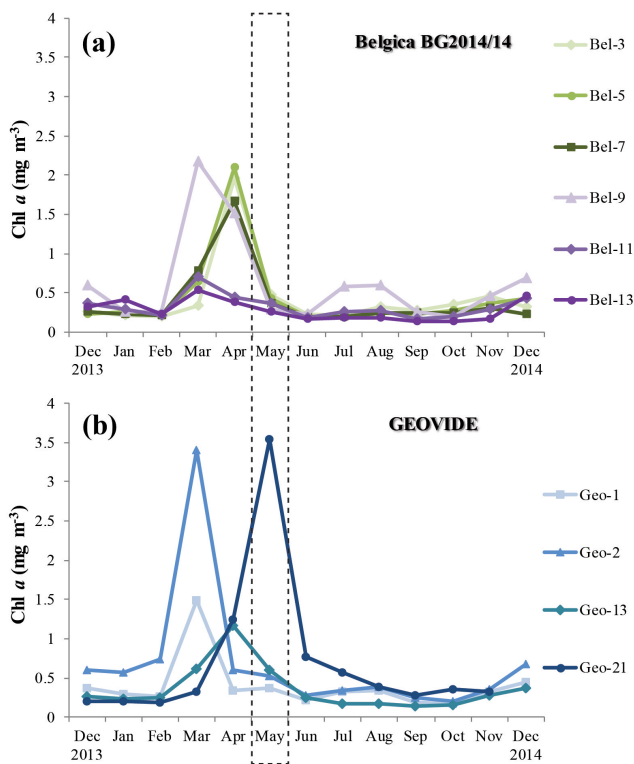 (a)
Belgica BG2014/14
Chl a (mg m-3)
4
3.5
3
2.5
2
1.5
1
0.5
0
Dec Jan Feb Mar Apr May Jun Jul Aug Sep Oct Nov Dec
2013 2014
Bel-3
Bel-5
Bel-7
Bel-9
Bel-11
Bel-13
(b)
GEOVIDE
Chl a (mg m-3)
4
3.5
3
2.5
2
1.5
1
0.5
0
Dec Jan Feb Mar Apr May Jun Jul Aug Sep Oct Nov Dec
2013 2014
Geo-1
Geo-2
Geo-13
Geo-21